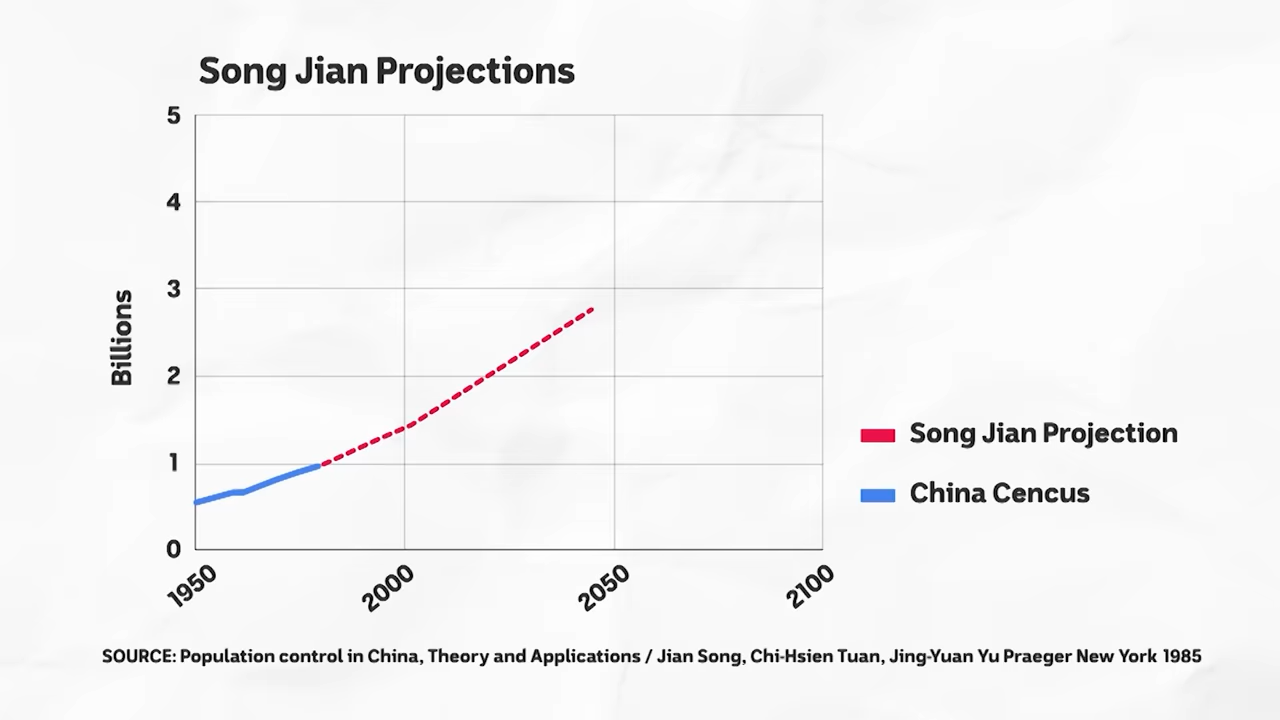 Song Jian Projections
5
4
3
2
1
0
Billions
1950
2000
2050
2100
Song Jian Projection
China Cencus
SOURCE: Population control in China, Theory and Applications / Jian Song, Chi-Hsien Tuan, Jing-Yuan Yu Praeger New York 1985